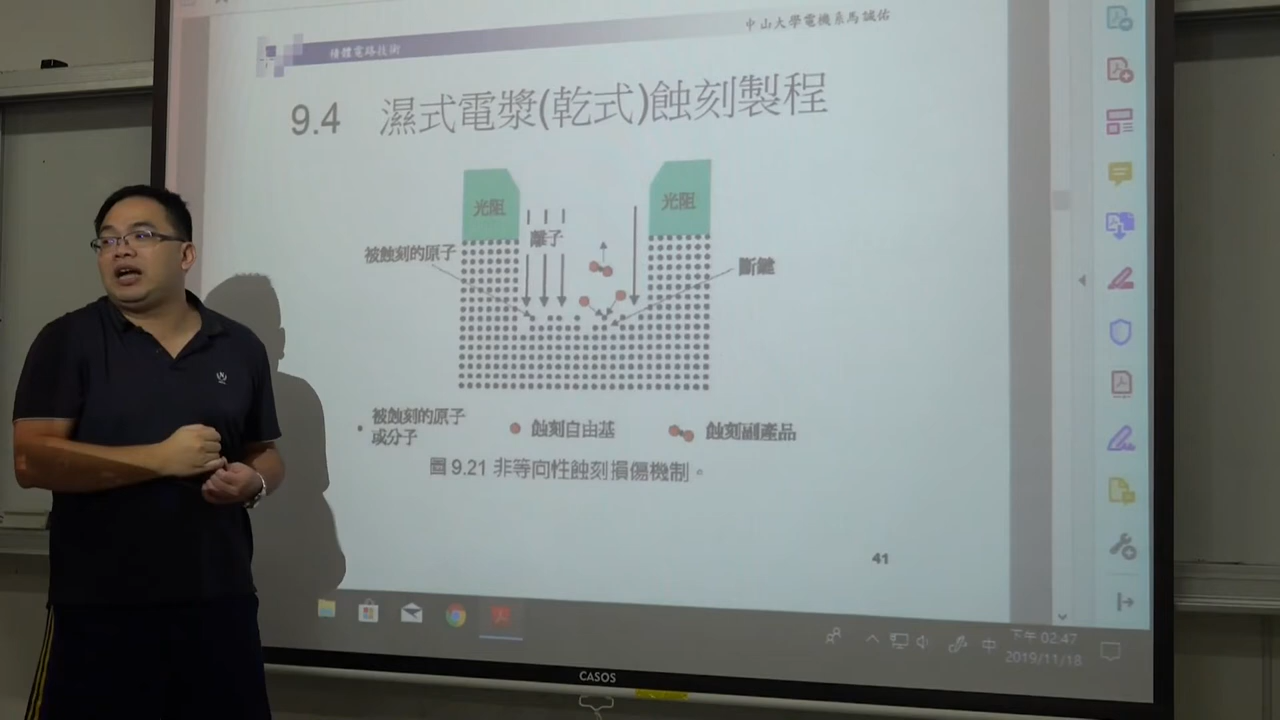 中山大學電機系馬誠佑
積體電路技術
9.4 濕式電漿(乾式)蝕刻製程
光阻
光阻
離子
被蝕刻的原子
斷鍵
被蝕刻的原子
或分子
蝕刻自由基
蝕刻副產品
圖 9.21 非等向性蝕刻損傷機制。
41
中
下午 02:47
2019/11/18
CASOS